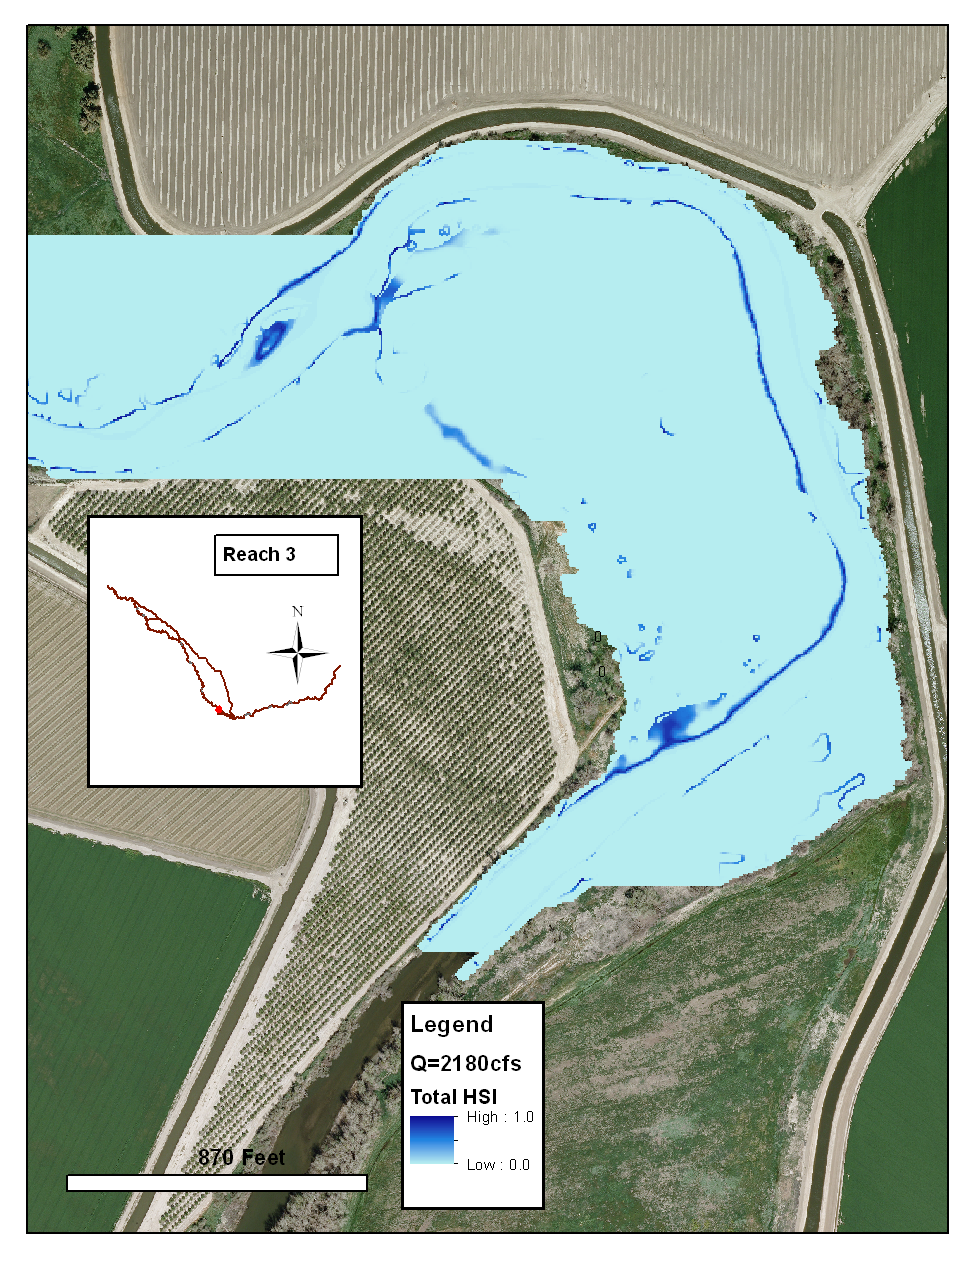 Reach 3
N
Legend
Q=2180cfs
Total HSI
High : 1.0
Low : 0.0
870 Feet